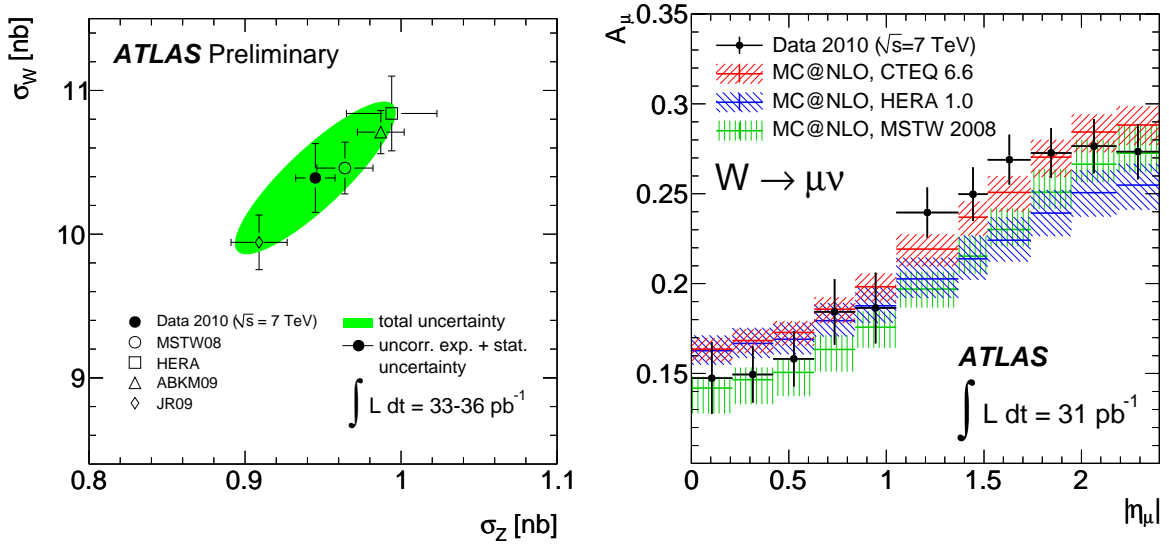 σW [nb]
11
10
9
ATLAS Preliminary
Data 2010 (√s = 7 TeV)
MSTW08
HERA
ABKM09
JR09
total uncertainty
uncorr. exp. + stat.
uncertainty
∫ L dt = 33-36 pb⁻¹
0.8 0.9 1 1.1
σZ [nb]
Aμ
0.35
0.3
0.25
0.2
0.15
Data 2010 (√s=7 TeV)
MC@NLO, CTEQ 6.6
MC@NLO, HERA 1.0
MC@NLO, MSTW 2008
W → μν
ATLAS
∫ L dt = 31 pb⁻¹
0 0.5 1 1.5 2
|ημ|